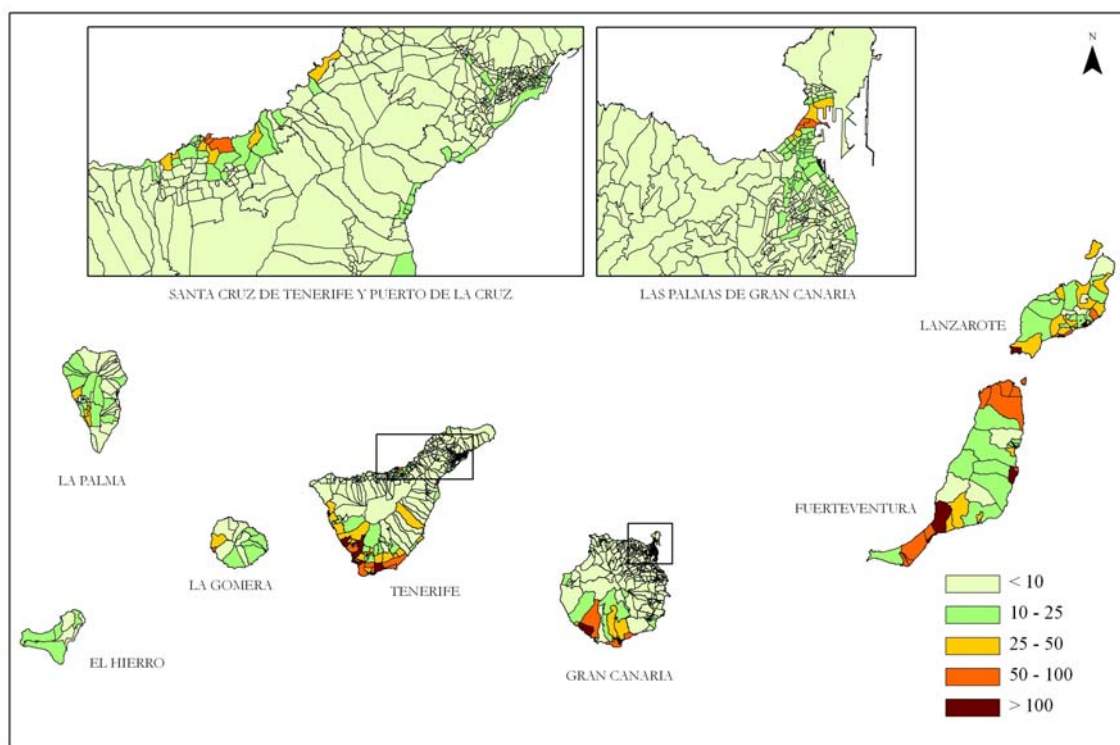 N
SANTA CRUZ DE TENERIFE Y PUERTO DE LA CRUZ
LAS PALMAS DE GRAN CANARIA
LANZAROTE
LA PALMA
FUERTEVENTURA
LA GOMERA
TENERIFE
EL HIERRO
GRAN CANARIA
< 10
10 - 25
25 - 50
50 - 100
> 100